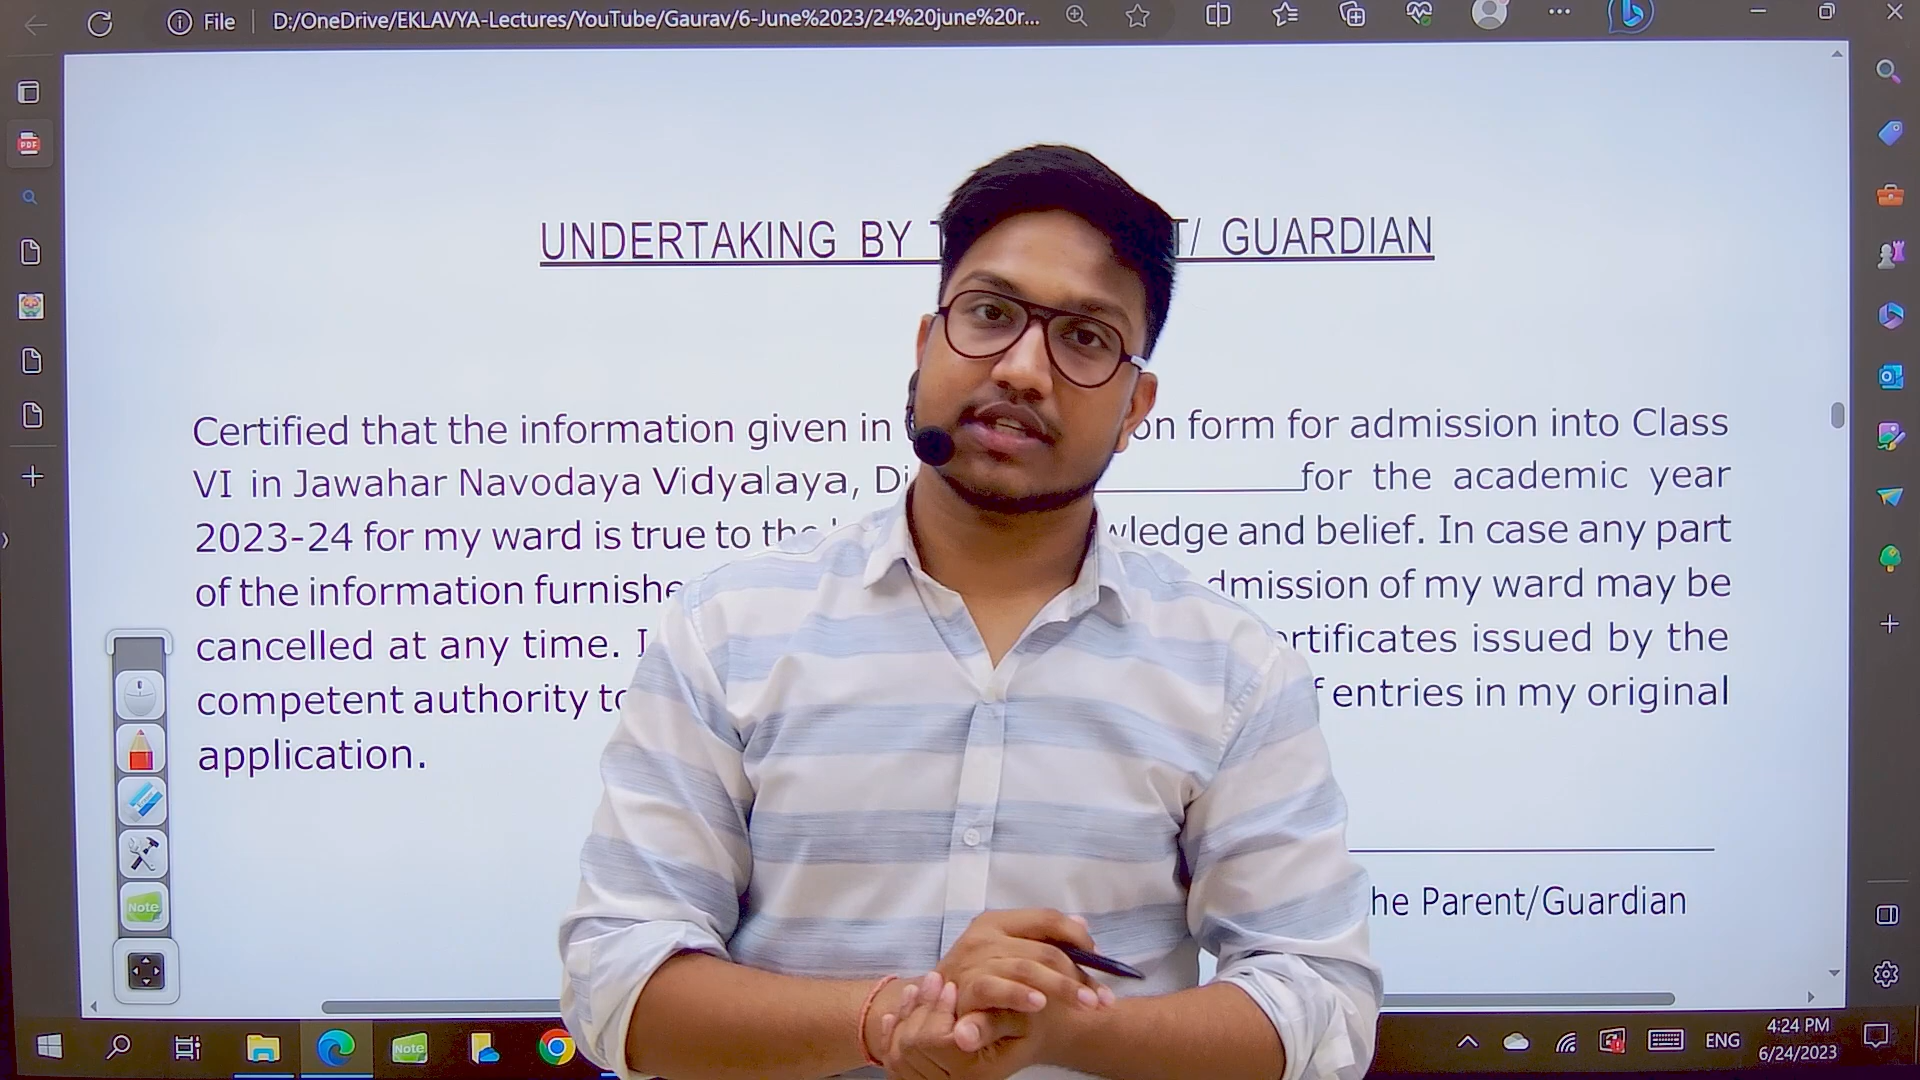 File
D:/OneDrive/EKLAVYA-Lectures/YouTube/Gaurav/6-June%2023/24%20june%20r...
PDF
UNDERTAKING BY T/ GUARDIAN
Certified that the information given in on form for admission into Class
VI in Jawahar Navodaya Vidyalaya, Di for the academic year
2023-24 for my ward is true to the wledge and belief. In case any part
of the information furnishe dmission of my ward may be
cancelled at any time. I rtificates issued by the
competent authority to f entries in my original
application.
he Parent/Guardian
Note
Note
ENG
4:24 PM
6/24/2023